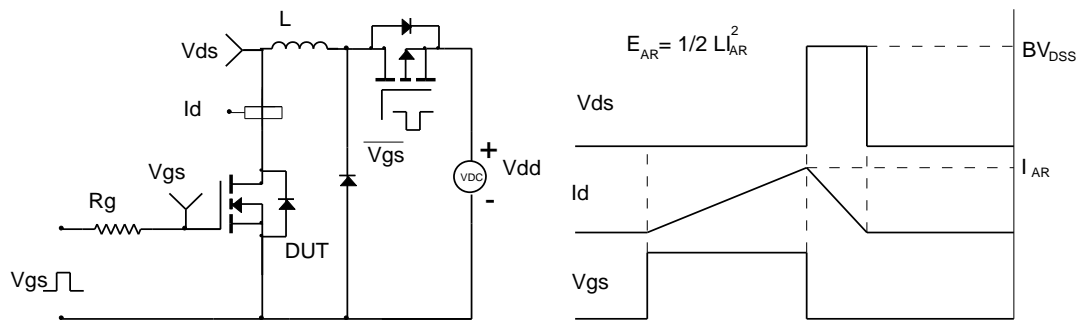 L
Vds
Id
Vgs
Vgs
Rg
DUT
Vgs
VDC
+
Vdd
-
E_AR = 1/2 LI_AR^2
Vds
BV_DSS
Id
I_AR
Vgs